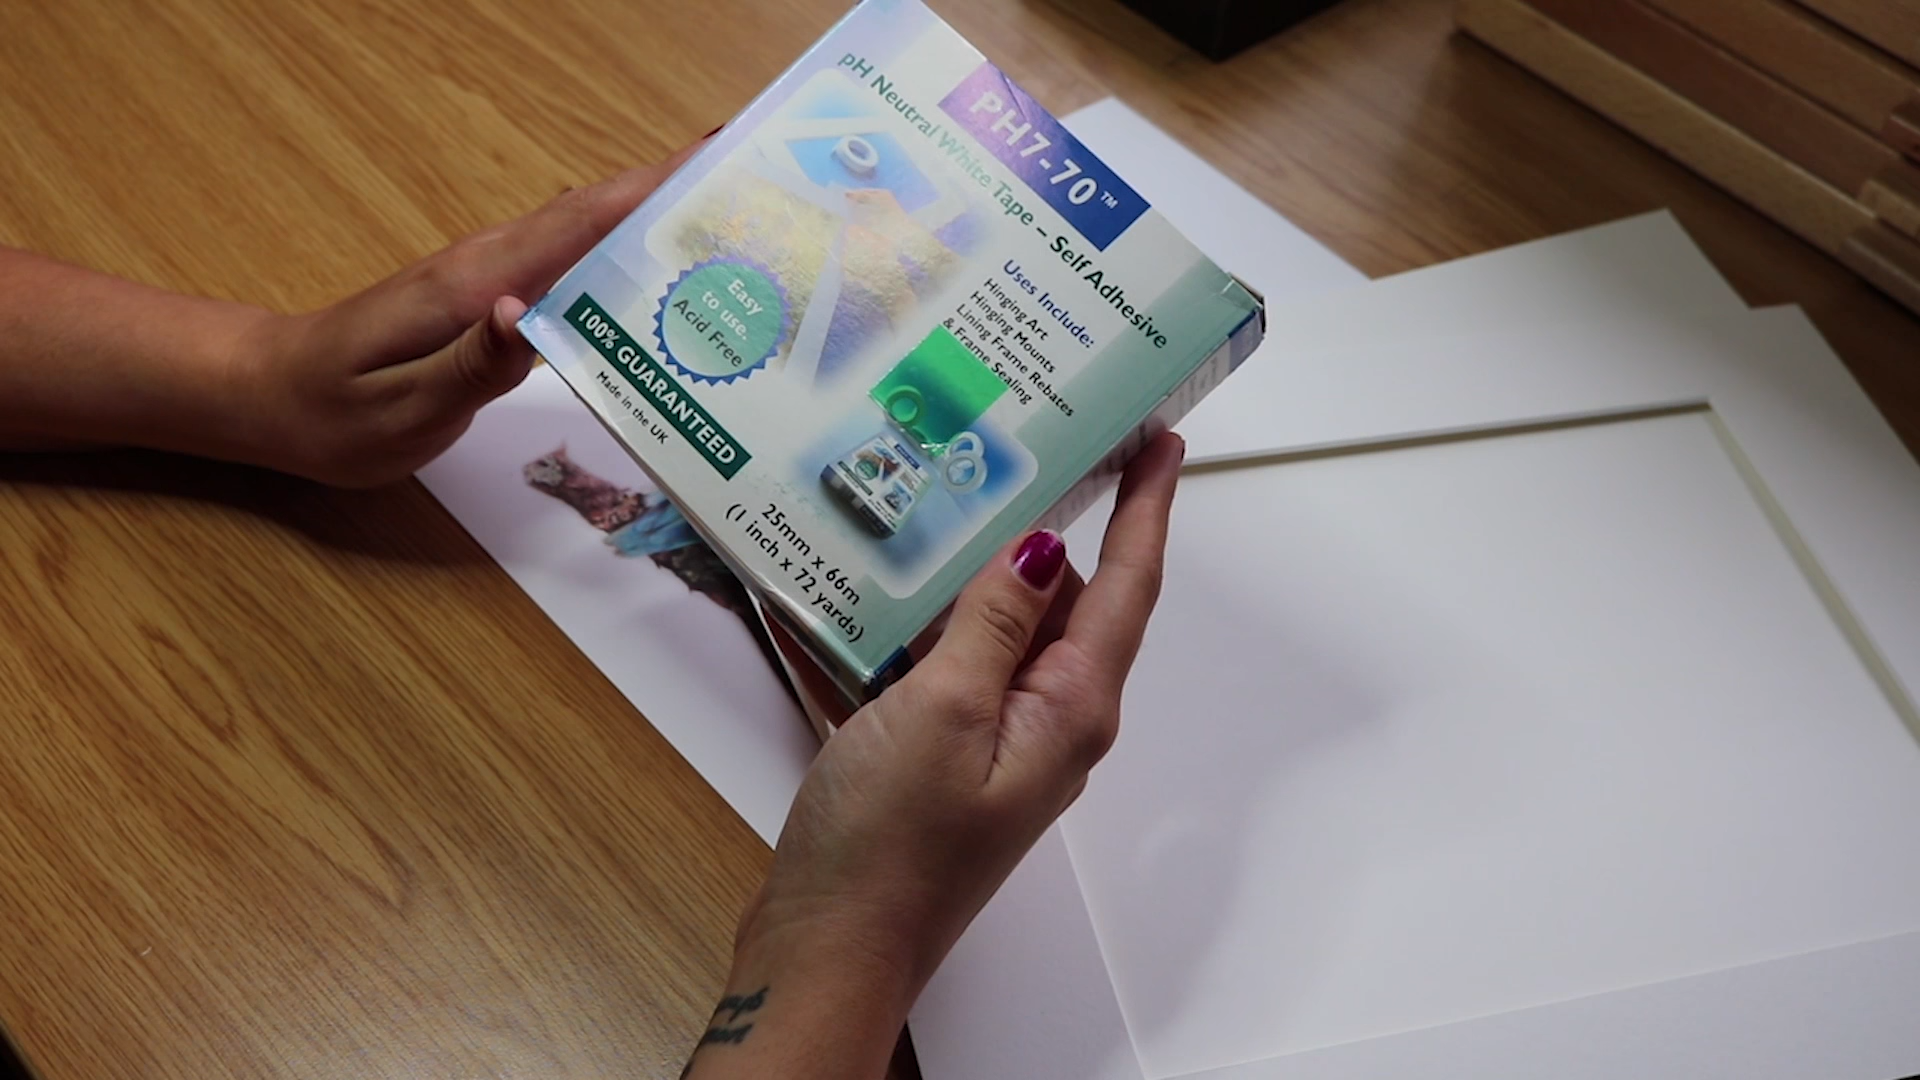 PH7-70™
pH Neutral White Tape – Self Adhesive
Uses Include:
Hinging Art
Hinging Mounts
Lining Frame Rebates
& Frame Sealing
Easy
to use.
Acid Free
100% GUARANTEED
Made in the UK
25mm x 66m
(1 inch x 72 yards)